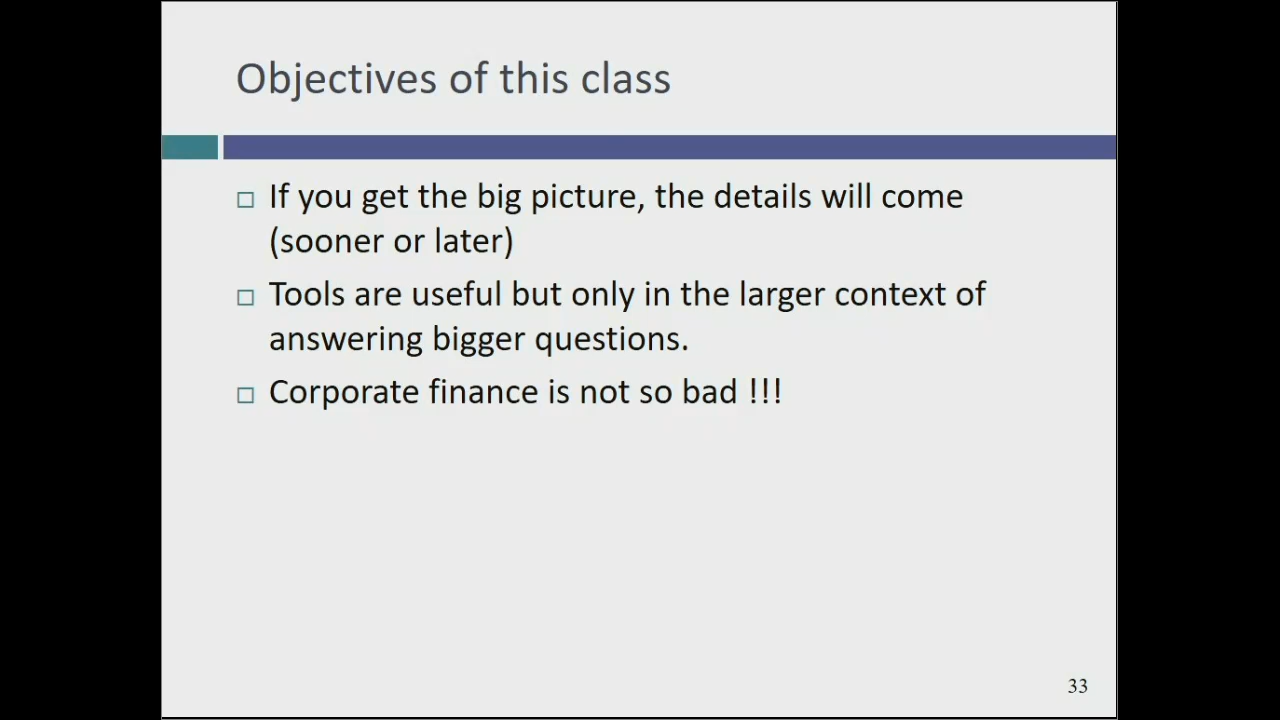 Objectives of this class
If you get the big picture, the details will come
(sooner or later)
Tools are useful but only in the larger context of
answering bigger questions.
Corporate finance is not so bad !!!
33